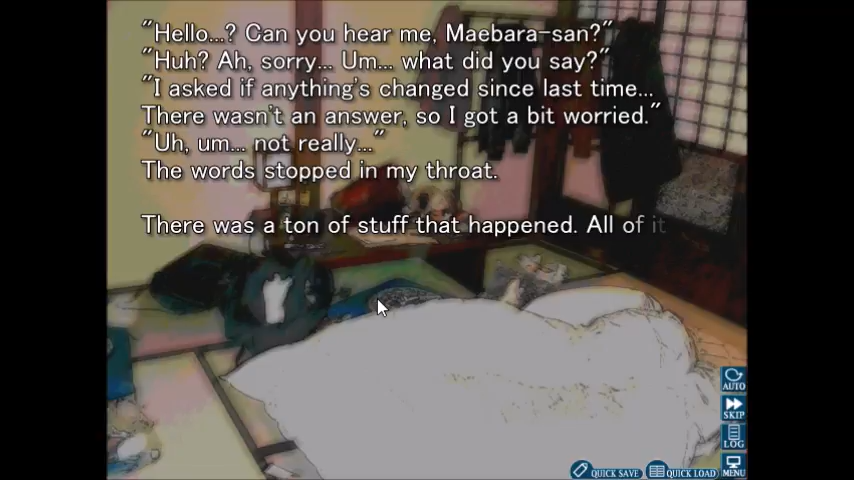 "Hello...? Can you hear me, Maebara-san?"
"Huh? Ah, sorry... Um... what did you say?"
"I asked if anything's changed since last time...
There wasn't an answer, so I got a bit worried."
"Uh, um... not really..."
The words stopped in my throat.
There was a ton of stuff that happened. All of it
AUTO
SKIP
LOG
MENU
QUICK SAVE
QUICK LOAD